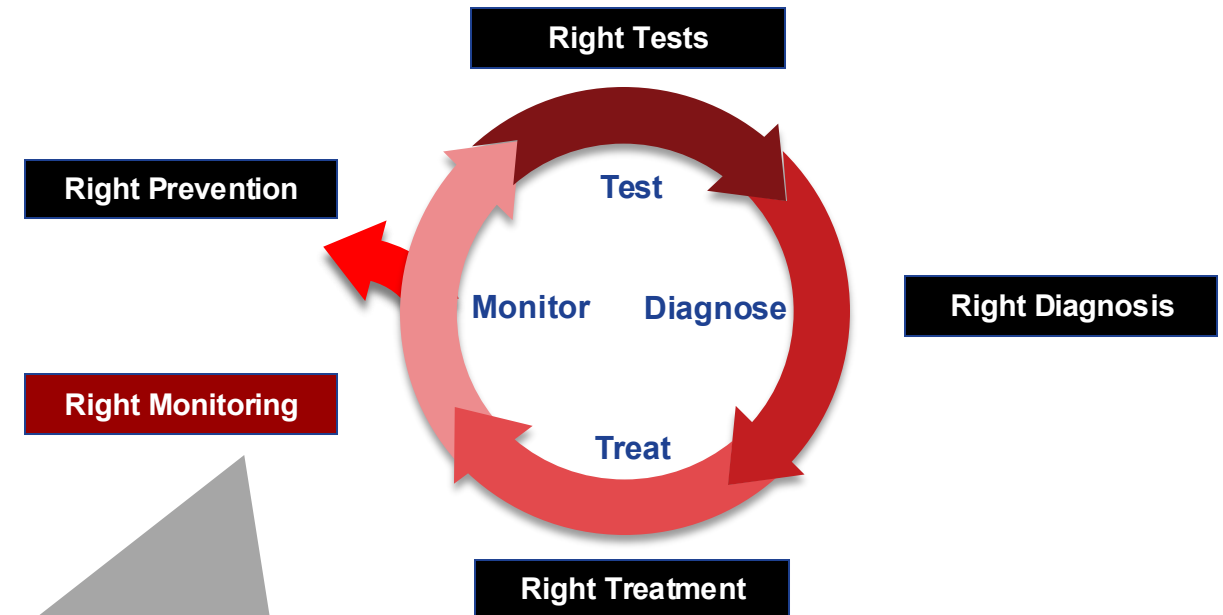 Right Tests
Right Prevention
Test
Monitor
Diagnose
Right Diagnosis
Right Monitoring
Treat
Right Treatment